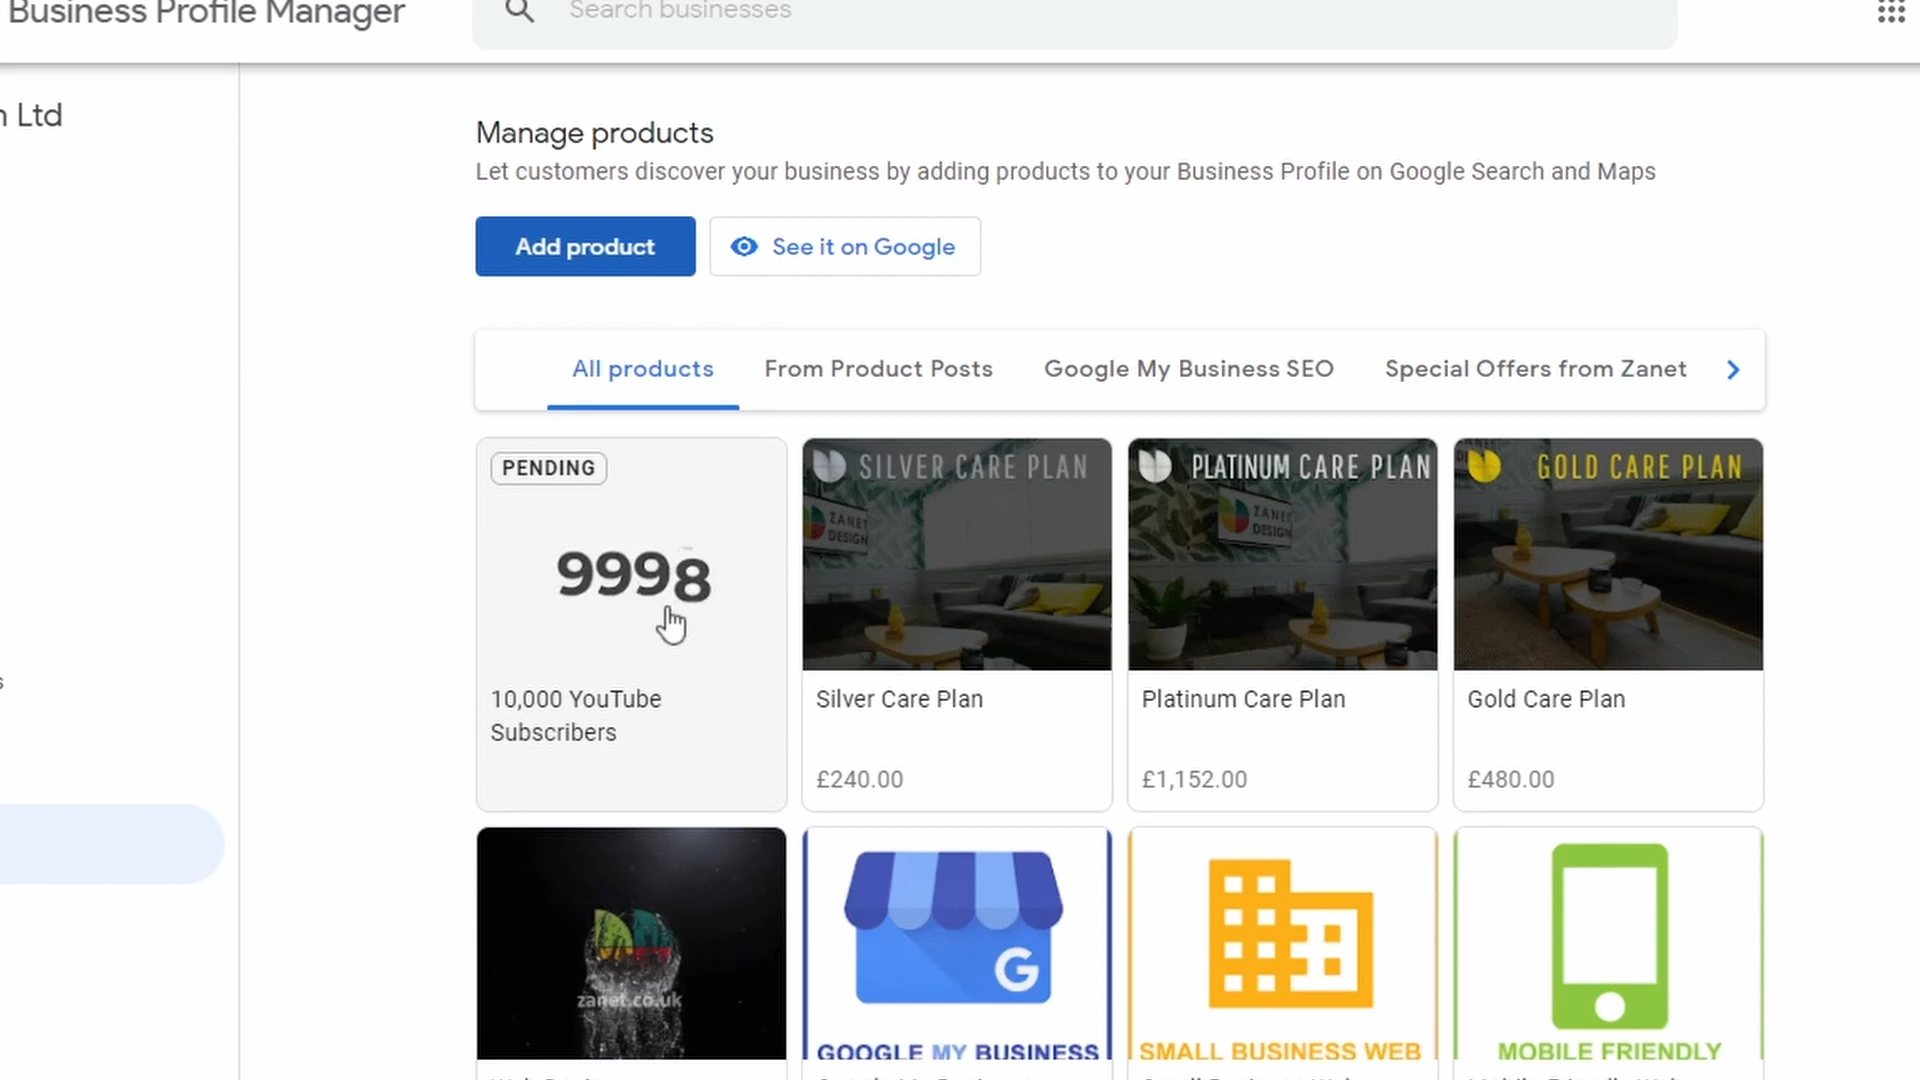 Business Profile Manager
Search businesses
Ltd
Manage products
Let customers discover your business by adding products to your Business Profile on Google Search and Maps
Add product
See it on Google
All products
From Product Posts
Google My Business SEO
Special Offers from Zanet
PENDING
9998
SILVER CARE PLAN
ZANET
DESIGN
PLATINUM CARE PLAN
ZANET
DESIGN
GOLD CARE PLAN
10,000 YouTube
Subscribers
Silver Care Plan
Platinum Care Plan
Gold Care Plan
£240.00
£1,152.00
£480.00
zanet.co.uk
G
GOOGLE MY BUSINESS
SMALL BUSINESS WEB
MOBILE FRIENDLY